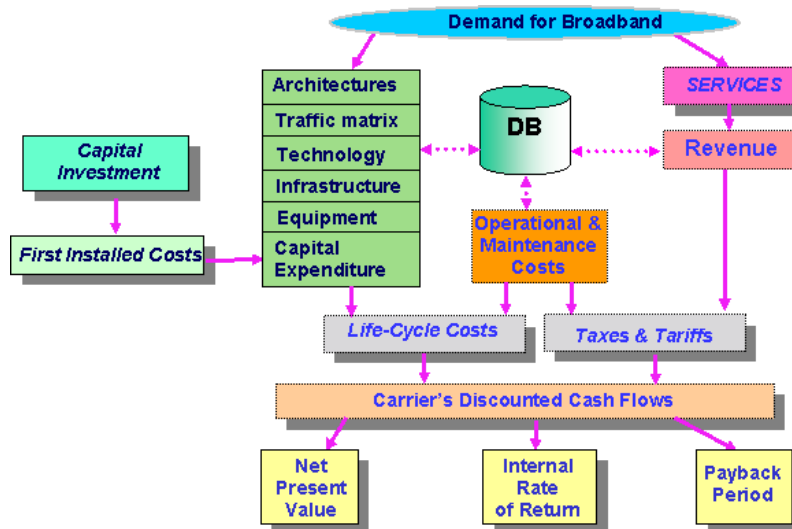 Demand for Broadband
Architectures
Traffic matrix
Technology
Infrastructure
Equipment
Capital
Expenditure
DB
SERVICES
Revenue
Capital
Investment
First Installed Costs
Operational &
Maintenance
Costs
Life-Cycle Costs
Taxes & Tariffs
Carrier's Discounted Cash Flows
Net
Present
Value
Internal
Rate
of Return
Payback
Period